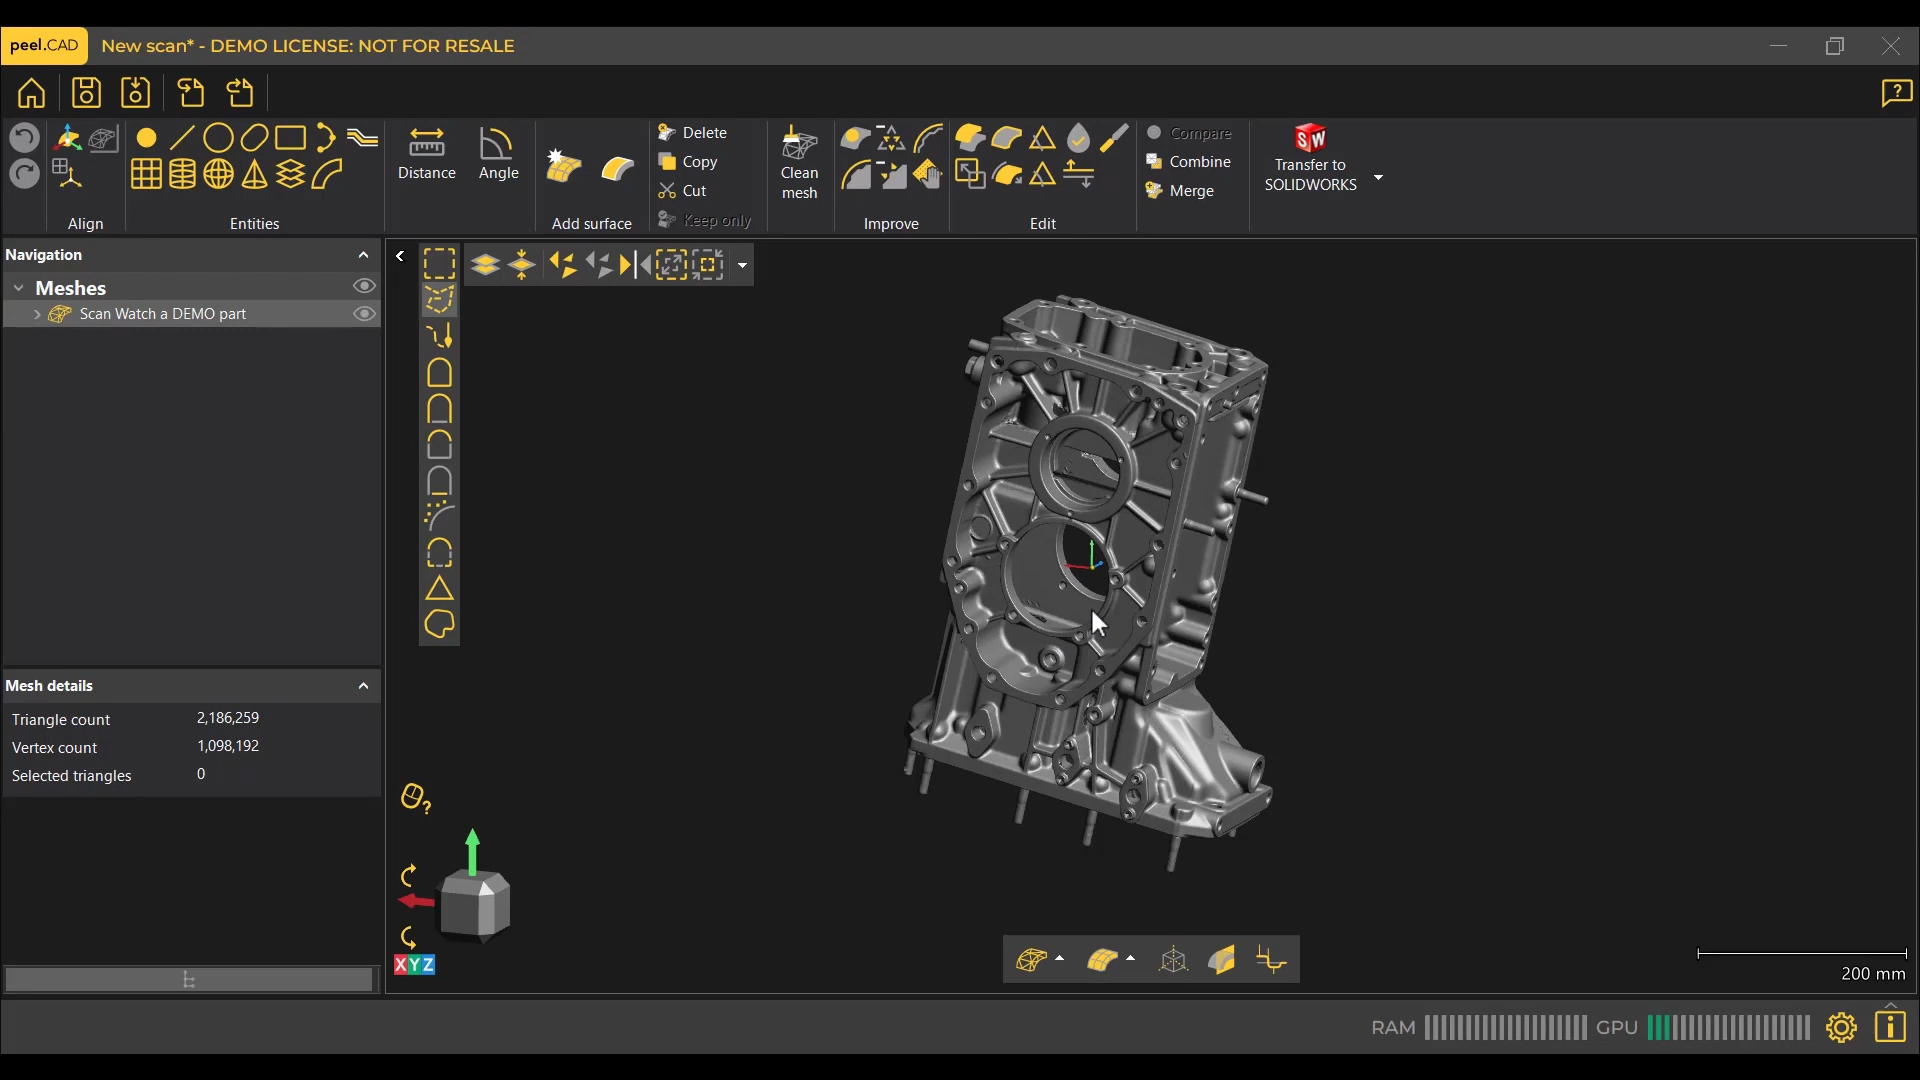 peel.CAD New scan* - DEMO LICENSE: NOT FOR RESALE
Align
Entities
Distance
Angle
Add surface
Delete
Copy
Cut
Keep only
Clean
mesh
Improve
Edit
Compare
Combine
Merge
Transfer to
SOLIDWORKS
SW
Navigation
Meshes
Scan Watch a DEMO part
Mesh details
Triangle count 2,186,259
Vertex count 1,098,192
Selected triangles 0
XYZ
200 mm
RAM GPU